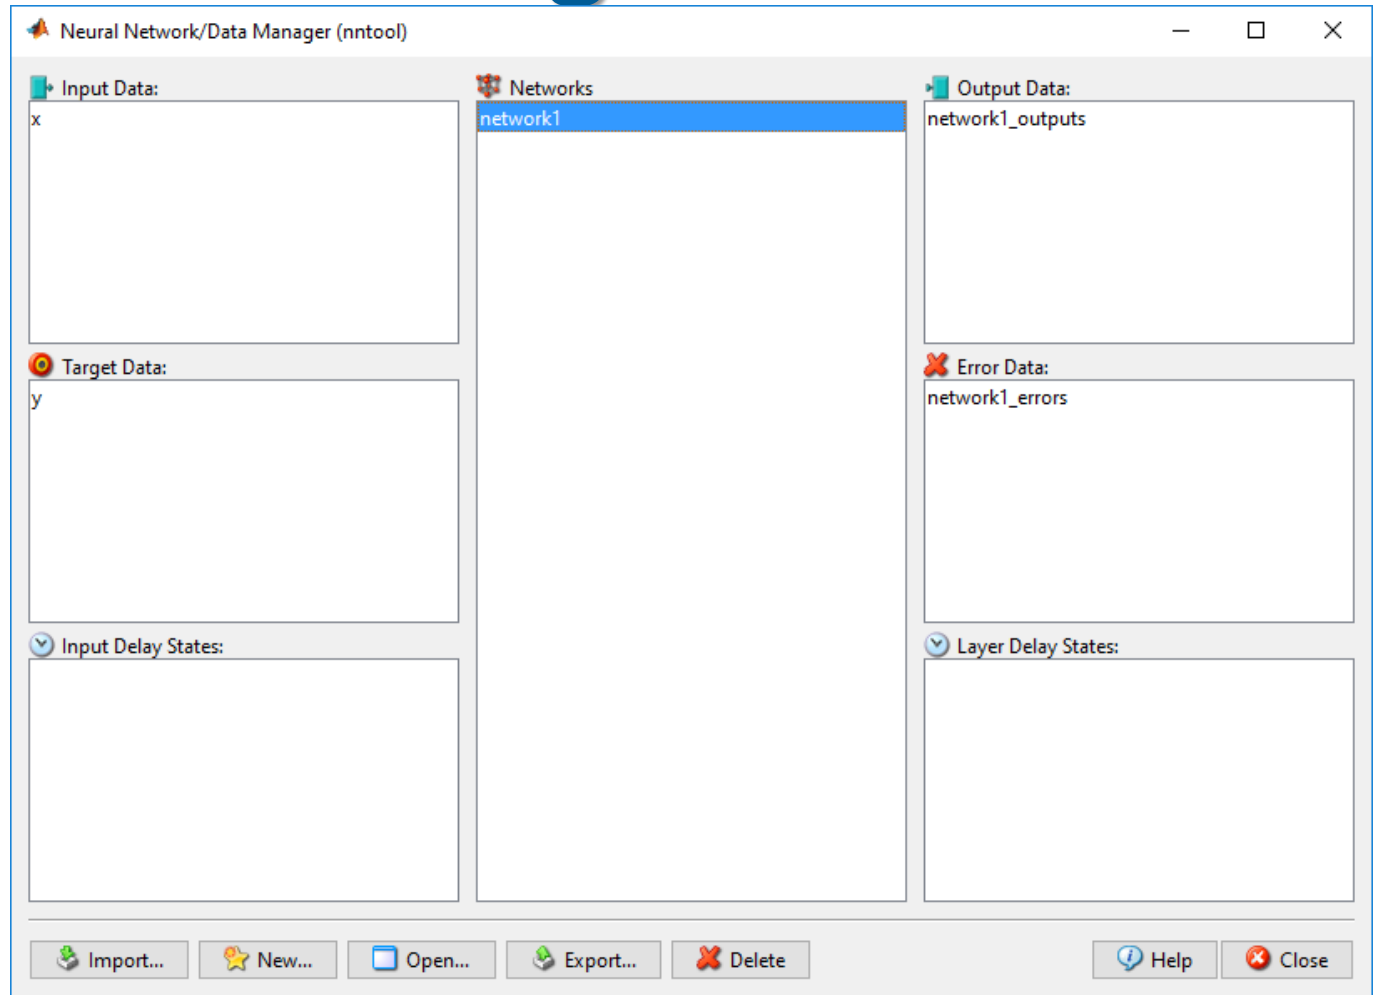 Neural Network/Data Manager (nntool)
Input Data:
x
Networks
network1
Output Data:
network1_outputs
Target Data:
y
Error Data:
network1_errors
Input Delay States:
Layer Delay States:
Import...
New...
Open...
Export...
Delete
Help
Close